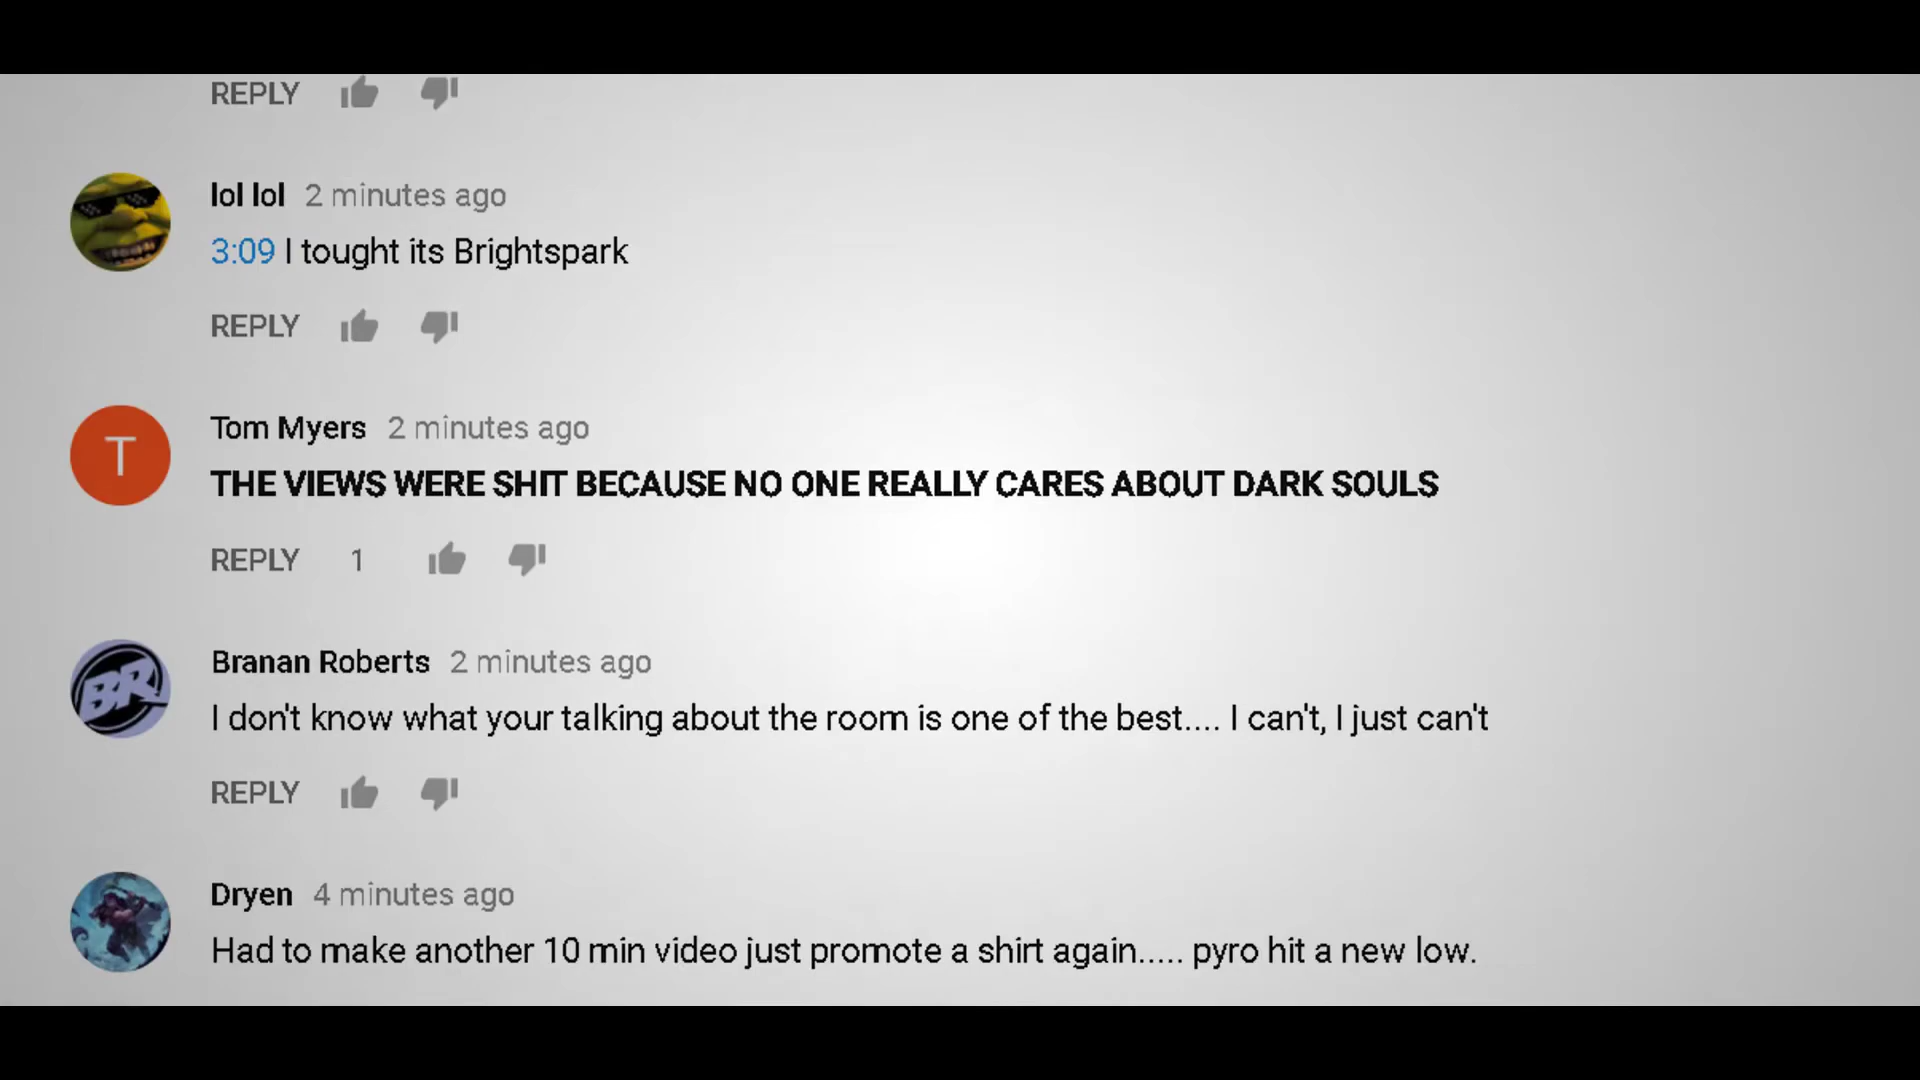 REPLY
lol lol 2 minutes ago
3:09 I tought its Brightspark
REPLY
T
Tom Myers 2 minutes ago
THE VIEWS WERE SHIT BECAUSE NO ONE REALLY CARES ABOUT DARK SOULS
REPLY 1
BR
Branan Roberts 2 minutes ago
I don't know what your talking about the room is one of the best.... I can't, I just can't
REPLY
Dryen 4 minutes ago
Had to make another 10 min video just promote a shirt again..... pyro hit a new low.